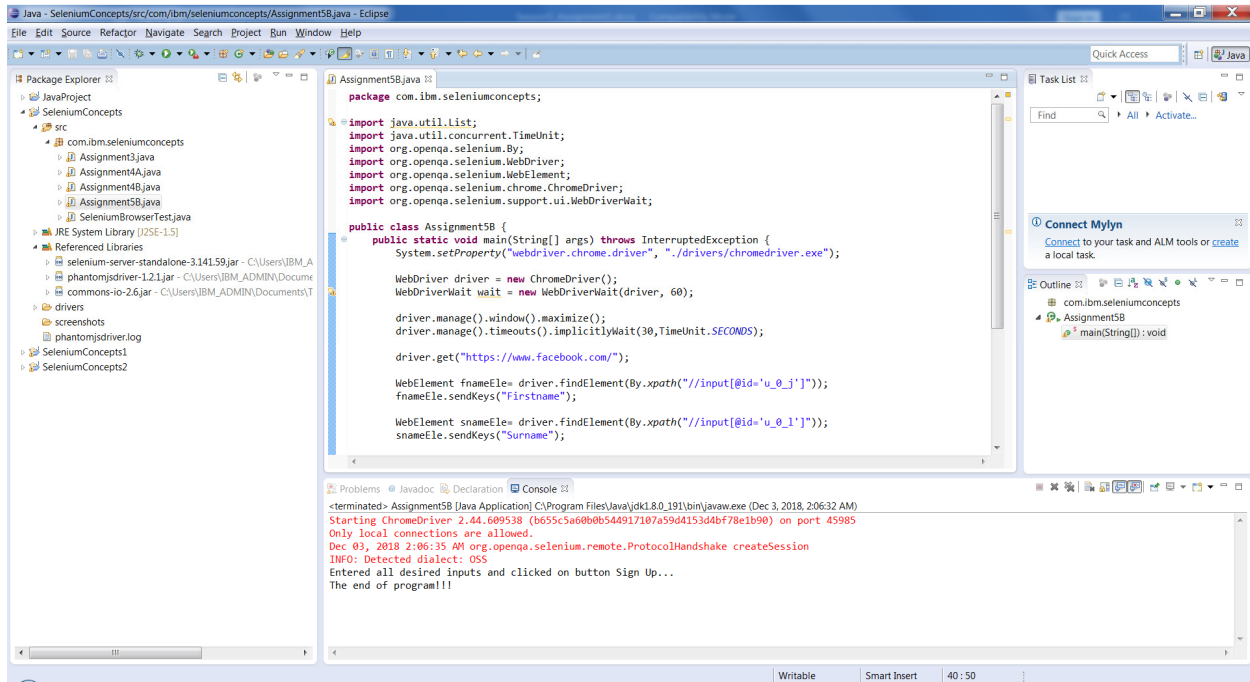 Java - SeleniumConcepts/src/com/ibm/seleniumconcepts/Assignment5B.java - Eclipse
File Edit Source Refactor Navigate Search Project Run Window Help
Quick Access
Java
Package Explorer
JavaProject
SeleniumConcepts
src
com.ibm.seleniumconcepts
Assignment3.java
Assignment4A.java
Assignment4B.java
Assignment5B.java
SeleniumBrowserTest.java
JRE System Library [J2SE-1.5]
Referenced Libraries
selenium-server-standalone-3.141.59.jar - C:\Users\IBM_A
phantomjsdriver-1.2.1.jar - C:\Users\IBM_ADMIN\Docume
commons-io-2.6.jar - C:\Users\IBM_ADMIN\Documents\T
drivers
screenshots
phantomjsdriver.log
SeleniumConcepts1
SeleniumConcepts2
Assignment5B.java
package com.ibm.seleniumconcepts;
import java.util.List;
import java.util.concurrent.TimeUnit;
import org.openqa.selenium.By;
import org.openqa.selenium.WebDriver;
import org.openqa.selenium.WebElement;
import org.openqa.selenium.chrome.ChromeDriver;
import org.openqa.selenium.support.ui.WebDriverWait;
public class Assignment5B {
public static void main(String[] args) throws InterruptedException {
System.setProperty("webdriver.chrome.driver", "./drivers/chromedriver.exe");
WebDriver driver = new ChromeDriver();
WebDriverWait wait = new WebDriverWait(driver, 60);
driver.manage().window().maximize();
driver.manage().timeouts().implicitlyWait(30,TimeUnit.SECONDS);
driver.get("https://www.facebook.com/");
WebElement fnameEle= driver.findElement(By.xpath("//input[@id='u_0_j']"));
fnameEle.sendKeys("Firstname");
WebElement snameEle= driver.findElement(By.xpath("//input[@id='u_0_l']"));
snameEle.sendKeys("Surname");
Task List
Find
All
Activate...
Connect Mylyn
Connect to your task and ALM tools or create
a local task.
Outline
com.ibm.seleniumconcepts
Assignment5B
main(String[]) : void
Problems Javadoc Declaration Console
<terminated> Assignment5B [Java Application] C:\Program Files\Java\jdk1.8.0_191\bin\javaw.exe (Dec 3, 2018, 2:06:32 AM)
Starting ChromeDriver 2.44.609538 (b655c5a60b0b544917107a59d4153d4bf78e1b90) on port 45985
Only local connections are allowed.
Dec 03, 2018 2:06:35 AM org.openqa.selenium.remote.ProtocolHandshake createSession
INFO: Detected dialect: OSS
Entered all desired inputs and clicked on button Sign Up...
The end of program!!!
Writable
Smart Insert
40 : 50